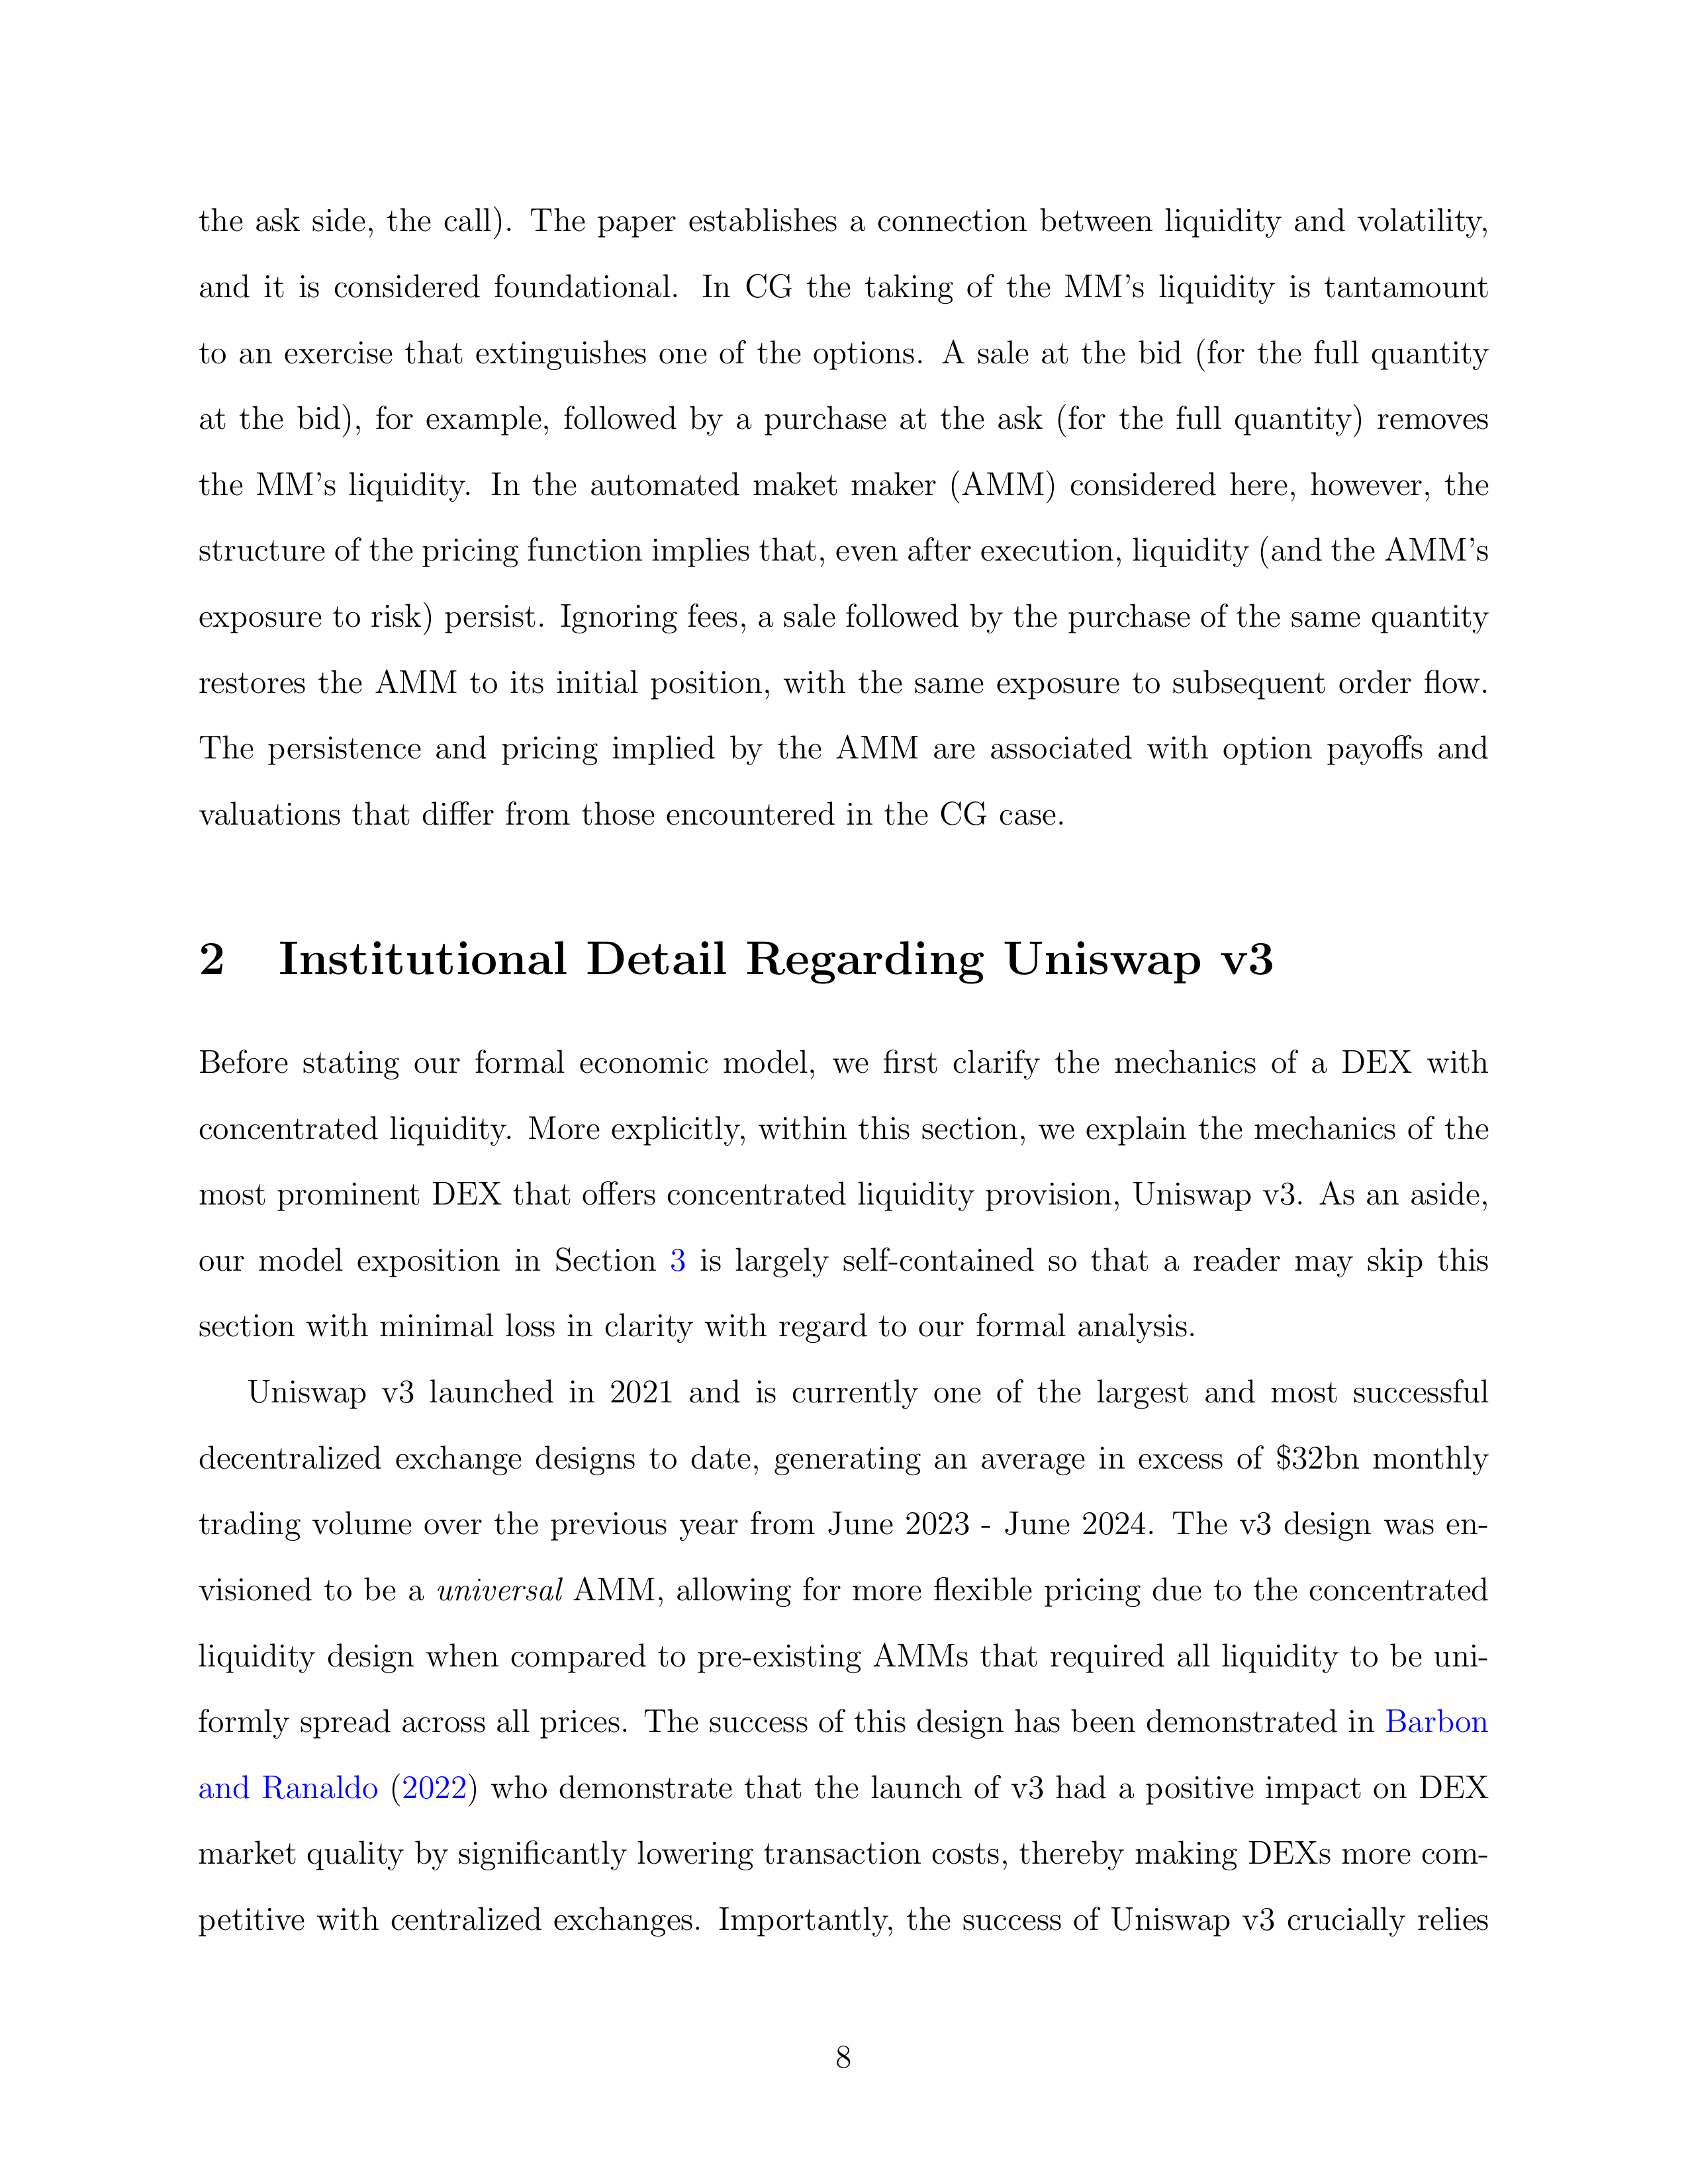 the ask side, the call). The paper establishes a connection between liquidity and volatility,
and it is considered foundational. In CG the taking of the MM's liquidity is tantamount
to an exercise that extinguishes one of the options. A sale at the bid (for the full quantity
at the bid), for example, followed by a purchase at the ask (for the full quantity) removes
the MM's liquidity. In the automated maket maker (AMM) considered here, however, the
structure of the pricing function implies that, even after execution, liquidity (and the AMM's
exposure to risk) persist. Ignoring fees, a sale followed by the purchase of the same quantity
restores the AMM to its initial position, with the same exposure to subsequent order flow.
The persistence and pricing implied by the AMM are associated with option payoffs and
valuations that differ from those encountered in the CG case.
2 Institutional Detail Regarding Uniswap v3
Before stating our formal economic model, we first clarify the mechanics of a DEX with
concentrated liquidity. More explicitly, within this section, we explain the mechanics of the
most prominent DEX that offers concentrated liquidity provision, Uniswap v3. As an aside,
our model exposition in Section 3 is largely self-contained so that a reader may skip this
section with minimal loss in clarity with regard to our formal analysis.
Uniswap v3 launched in 2021 and is currently one of the largest and most successful
decentralized exchange designs to date, generating an average in excess of $32bn monthly
trading volume over the previous year from June 2023 - June 2024. The v3 design was en-
visioned to be a universal AMM, allowing for more flexible pricing due to the concentrated
liquidity design when compared to pre-existing AMMs that required all liquidity to be uni-
formly spread across all prices. The success of this design has been demonstrated in Barbon
and Ranaldo (2022) who demonstrate that the launch of v3 had a positive impact on DEX
market quality by significantly lowering transaction costs, thereby making DEXs more com-
petitive with centralized exchanges. Importantly, the success of Uniswap v3 crucially relies
8